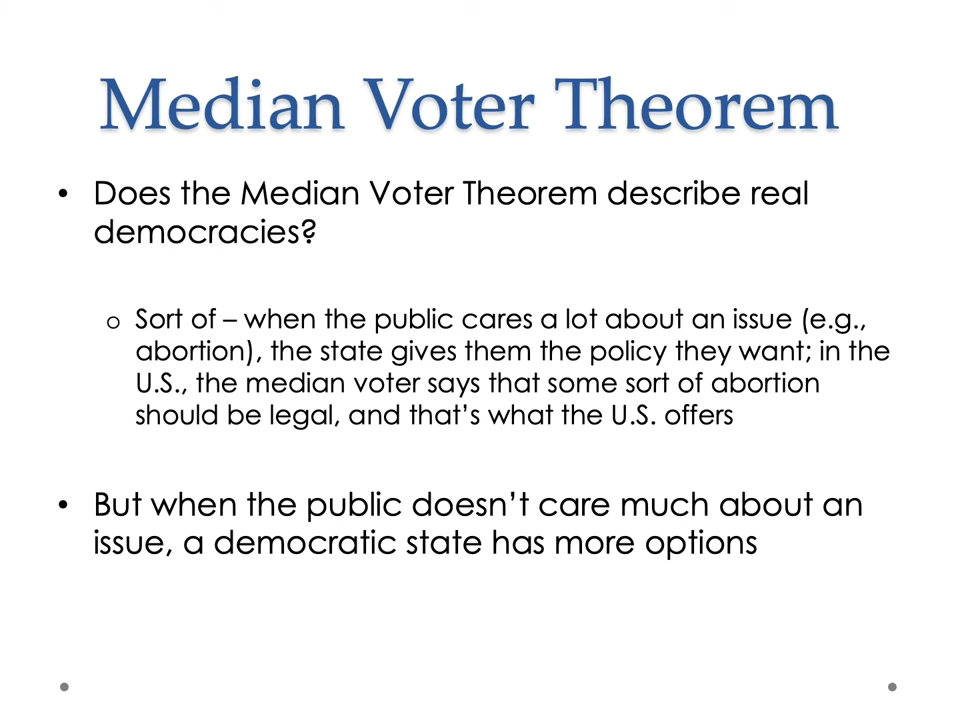 Median Voter Theorem
• Does the Median Voter Theorem describe real
democracies?
o Sort of – when the public cares a lot about an issue (e.g.,
abortion), the state gives them the policy they want; in the
U.S., the median voter says that some sort of abortion
should be legal, and that’s what the U.S. offers
• But when the public doesn’t care much about an
issue, a democratic state has more options